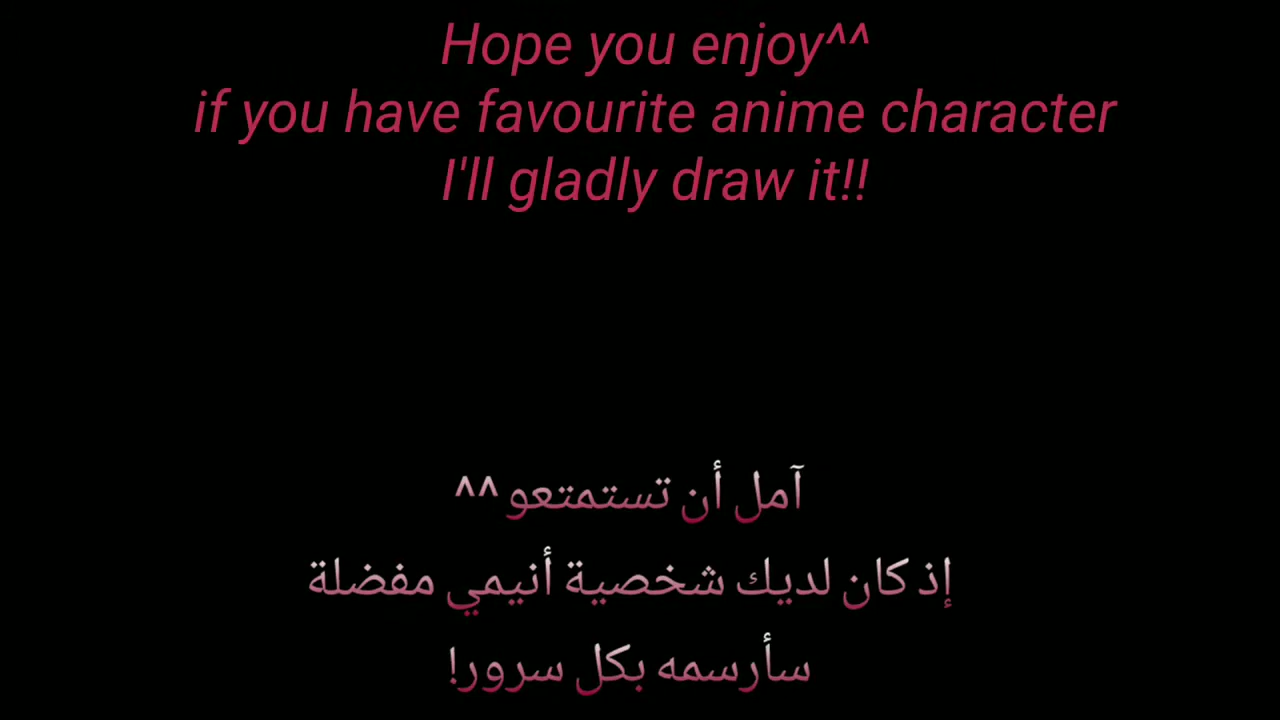 Hope you enjoy^^
if you have favourite anime character
I'll gladly draw it!!
آمل أن تستمتعو ^^
إذ كان لديك شخصية أنيمي مفضلة
سأرسمه بكل سرور!